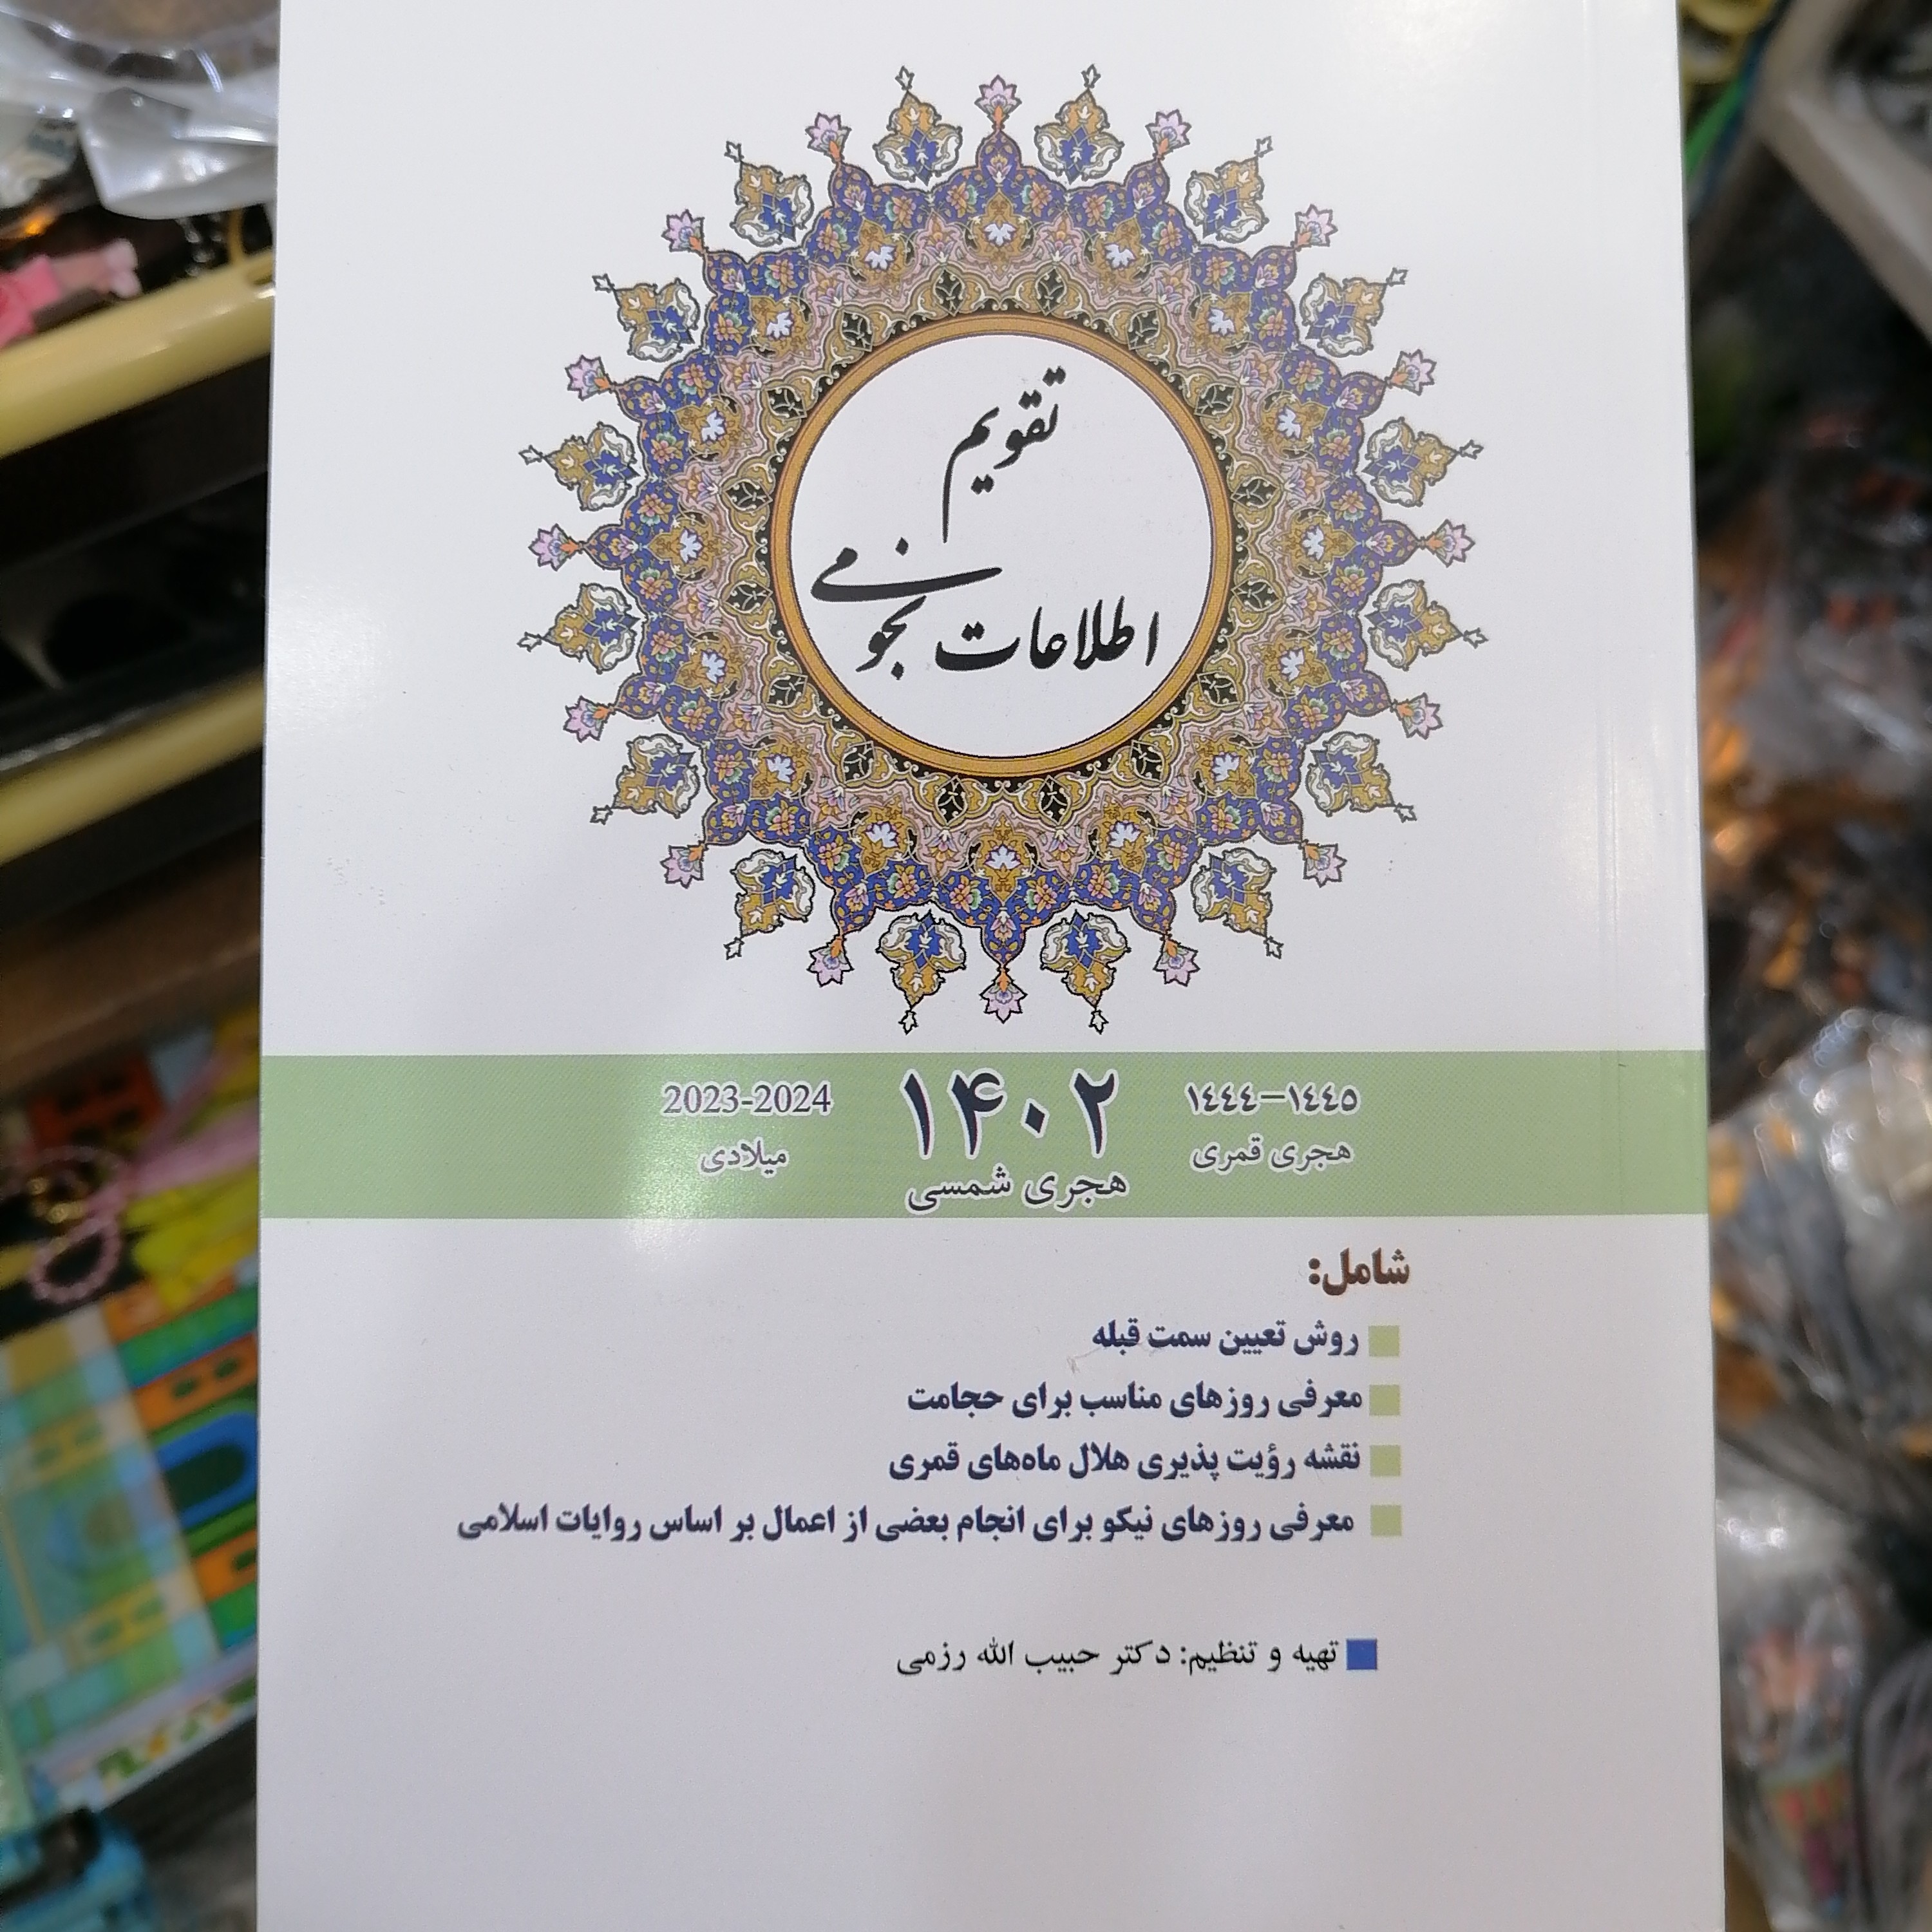 تقویم
اطلاعات نجومی
۱۴۰۲
هجری شمسی
١٤٤٤–١٤٤٥
هجری قمری
2023-2024
میلادی
شامل:
روش تعیین سمت قبله
معرفی روزهای مناسب برای حجامت
نقشه رؤیت پذیری هلال ماه‌های قمری
معرفی روزهای نیکو برای انجام بعضی از اعمال بر اساس روایات اسلامی
تهیه و تنظیم: دکتر حبیب الله رزمی